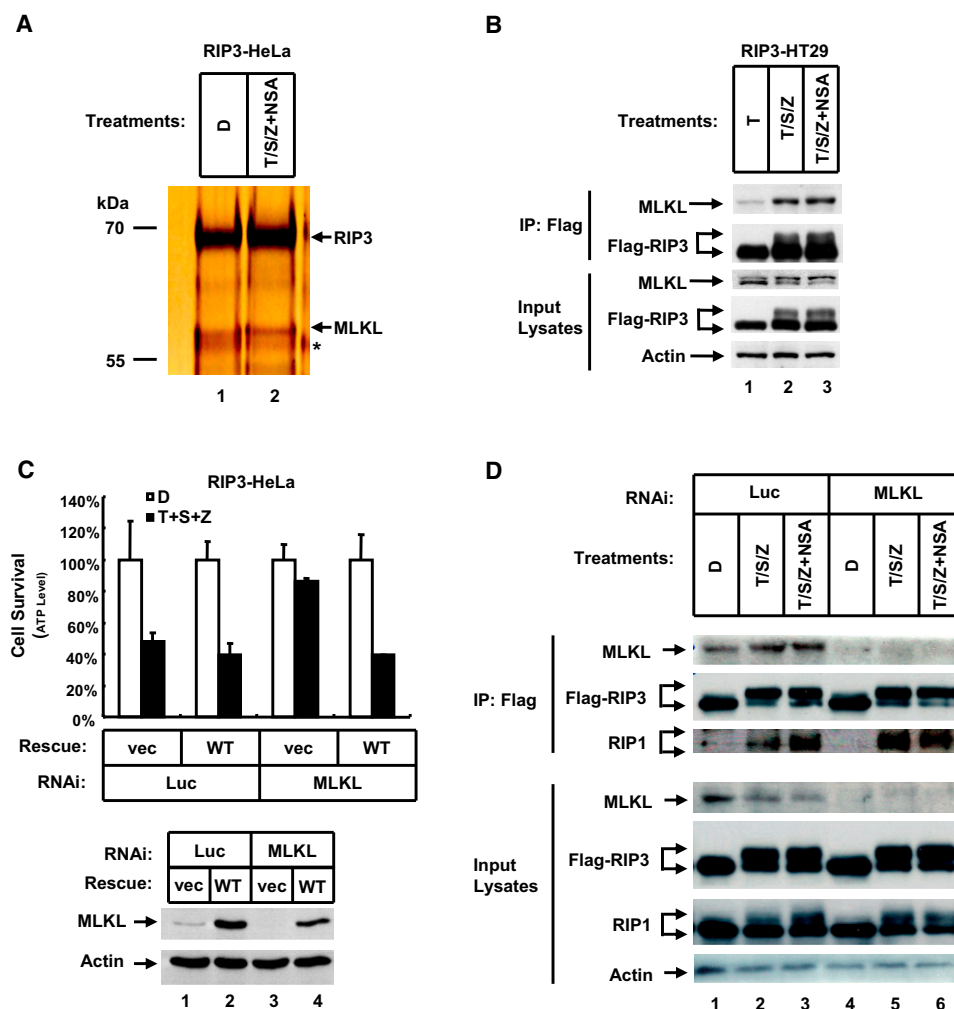 A
RIP3-HeLa
Treatments:
D
T/S/Z+NSA
kDa
70
RIP3
MLKL
*
55
1 2
B
RIP3-HT29
Treatments:
T
T/S/Z
T/S/Z+NSA
IP: Flag
MLKL
Flag-RIP3
Input
Lysates
MLKL
Flag-RIP3
Actin
1 2 3
C
RIP3-HeLa
140%
120%
100%
80%
60%
40%
20%
0%
D
T+S+Z
Cell Survival
(ATP Level)
Rescue: vec WT vec WT
RNAi: Luc MLKL
RNAi: Luc MLKL
Rescue: vec WT vec WT
MLKL
Actin
1 2 3 4
D
RNAi: Luc MLKL
Treatments:
D
T/S/Z
T/S/Z+NSA
D
T/S/Z
T/S/Z+NSA
IP: Flag
MLKL
Flag-RIP3
RIP1
Input
Lysates
MLKL
Flag-RIP3
RIP1
Actin
1 2 3 4 5 6